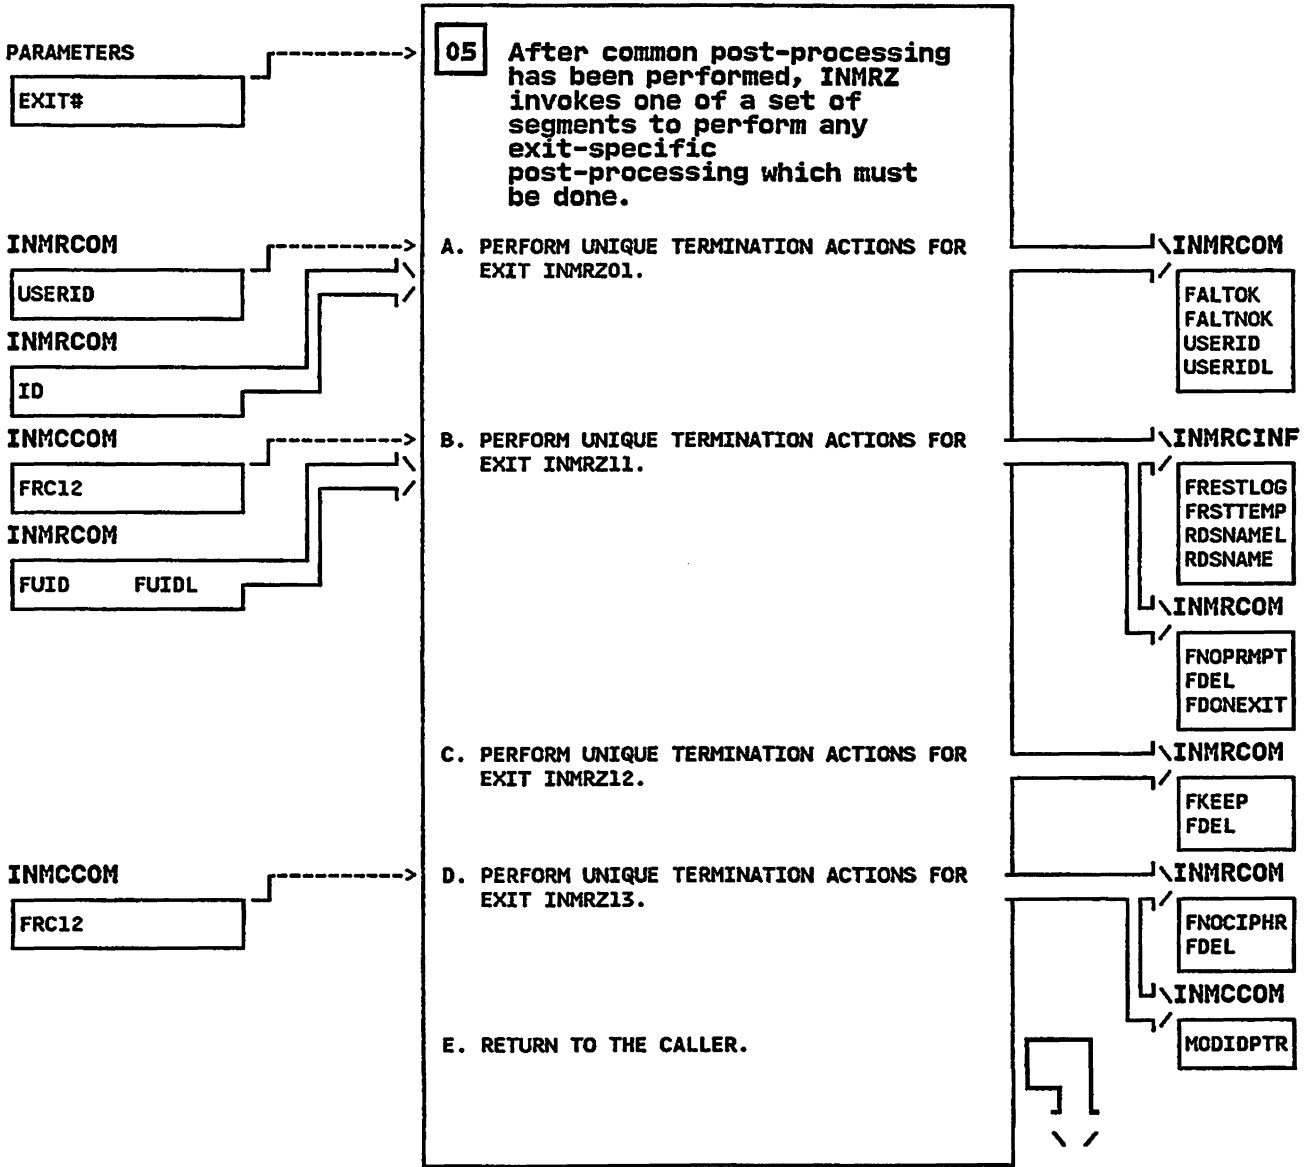 PARAMETERS
EXIT#
05
After common post-processing
has been performed, INMRZ
invokes one of a set of
segments to perform any
exit-specific
post-processing which must
be done.
INMRCOM
USERID
INMRCOM
ID
A. PERFORM UNIQUE TERMINATION ACTIONS FOR
EXIT INMRZ01.
INMRCOM
FALTOK
FALTNOK
USERID
USERIDL
INMCCOM
FRC12
INMRCOM
FUID FUIDL
B. PERFORM UNIQUE TERMINATION ACTIONS FOR
EXIT INMRZ11.
INMRCINF
FRESTLOG
FRSTTEMP
RDSNAMEL
RDSNAME
INMRCOM
FNOPRMPT
FDEL
FDONEXIT
C. PERFORM UNIQUE TERMINATION ACTIONS FOR
EXIT INMRZ12.
INMRCOM
FKEEP
FDEL
INMCCOM
FRC12
D. PERFORM UNIQUE TERMINATION ACTIONS FOR
EXIT INMRZ13.
INMRCOM
FNOCIPHR
FDEL
INMCCOM
MODIDPTR
E. RETURN TO THE CALLER.